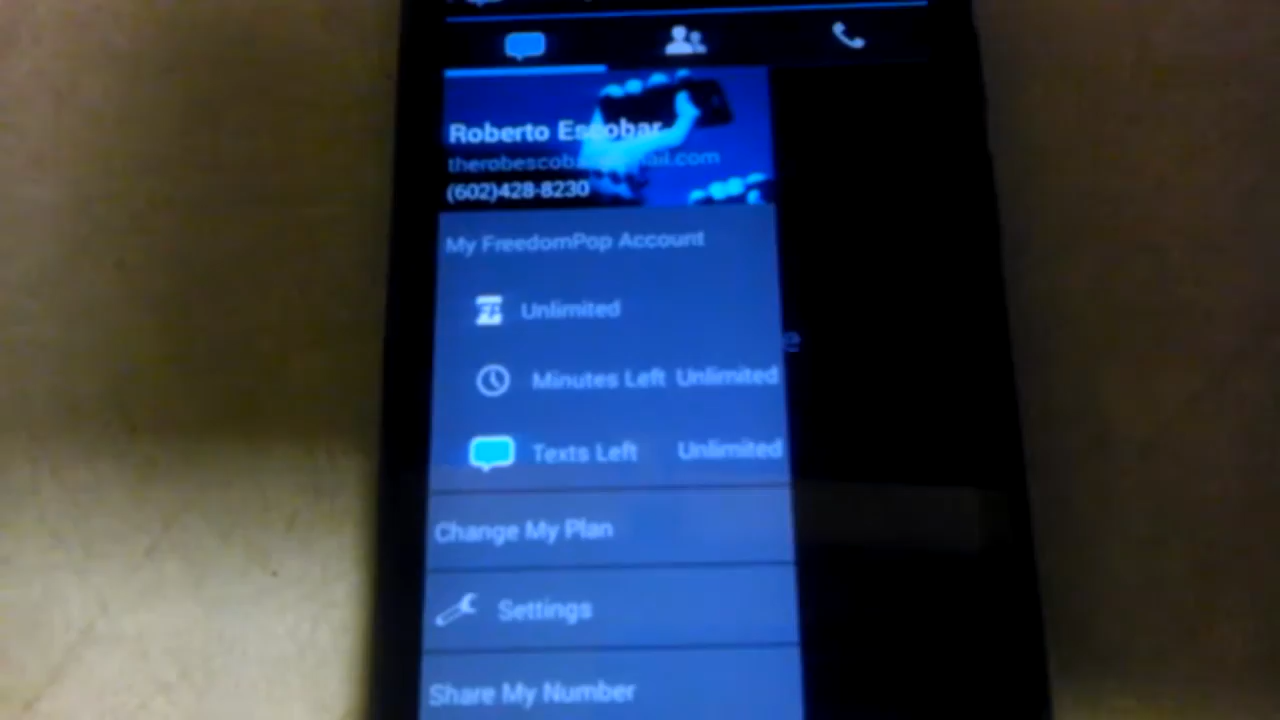 Roberto Escobar
(602)428-8230
My FreedomPop Account
Unlimited
Minutes Left Unlimited
Texts Left Unlimited
Change My Plan
Settings
Share My Number